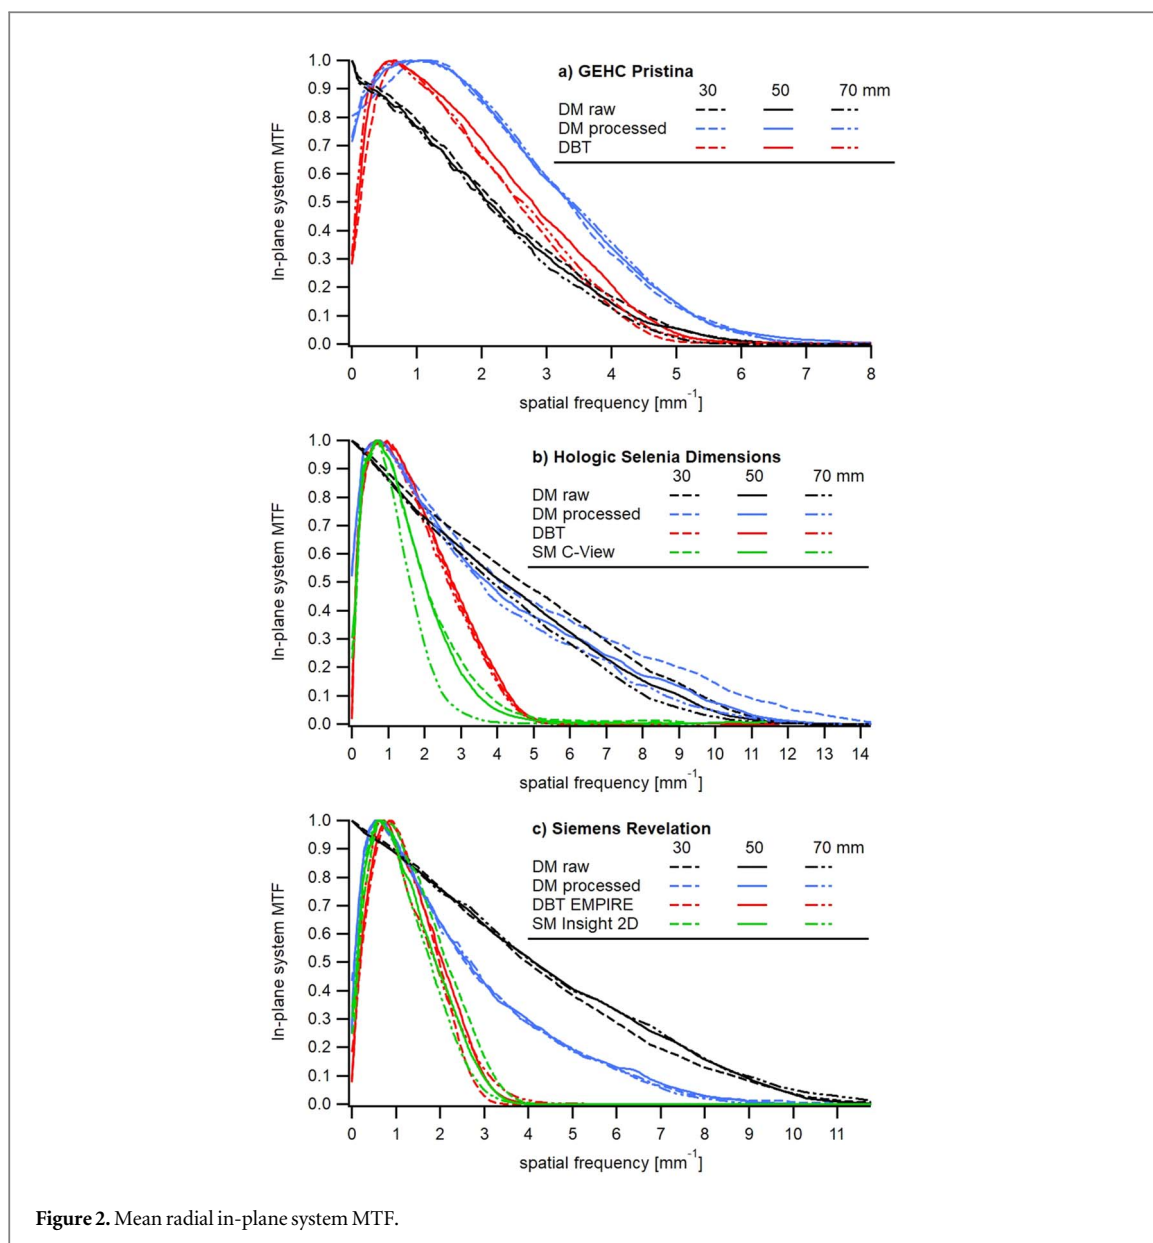 a) GEHC Pristina
30 50 70 mm
DM raw
DM processed
DBT
In-plane system MTF
1.0
0.9
0.8
0.7
0.6
0.5
0.4
0.3
0.2
0.1
0.0
0 1 2 3 4 5 6 7 8
spatial frequency [mm⁻¹]
b) Hologic Selenia Dimensions
30 50 70 mm
DM raw
DM processed
DBT
SM C-View
In-plane system MTF
1.0
0.9
0.8
0.7
0.6
0.5
0.4
0.3
0.2
0.1
0.0
0 1 2 3 4 5 6 7 8 9 10 11 12 13 14
spatial frequency [mm⁻¹]
c) Siemens Revelation
30 50 70 mm
DM raw
DM processed
DBT EMPIRE
SM Insight 2D
In-plane system MTF
1.0
0.9
0.8
0.7
0.6
0.5
0.4
0.3
0.2
0.1
0.0
0 1 2 3 4 5 6 7 8 9 10 11
spatial frequency [mm⁻¹]
Figure 2. Mean radial in-plane system MTF.